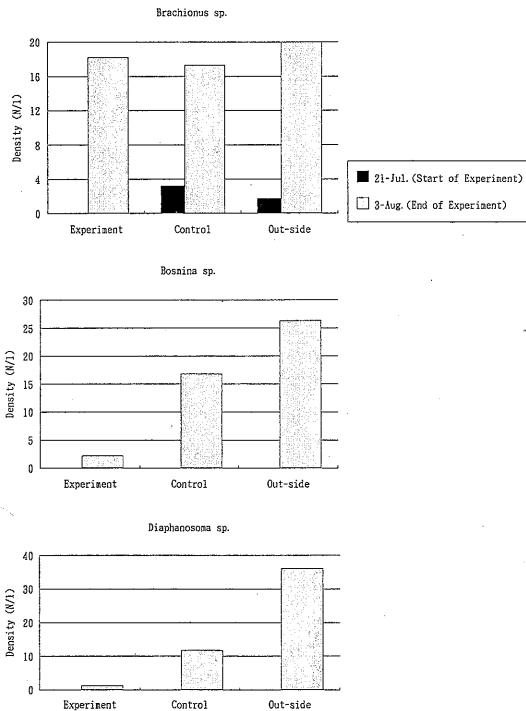 Brachionus sp.
Density (N/l)
20
16
12
8
4
0
Experiment Control Out-side
21-Jul. (Start of Experiment)
3-Aug. (End of Experiment)
Bosmina sp.
Density (N/l)
30
25
20
15
10
5
0
Experiment Control Out-side
Diaphanosoma sp.
Density (N/l)
40
30
20
10
0
Experiment Control Out-side